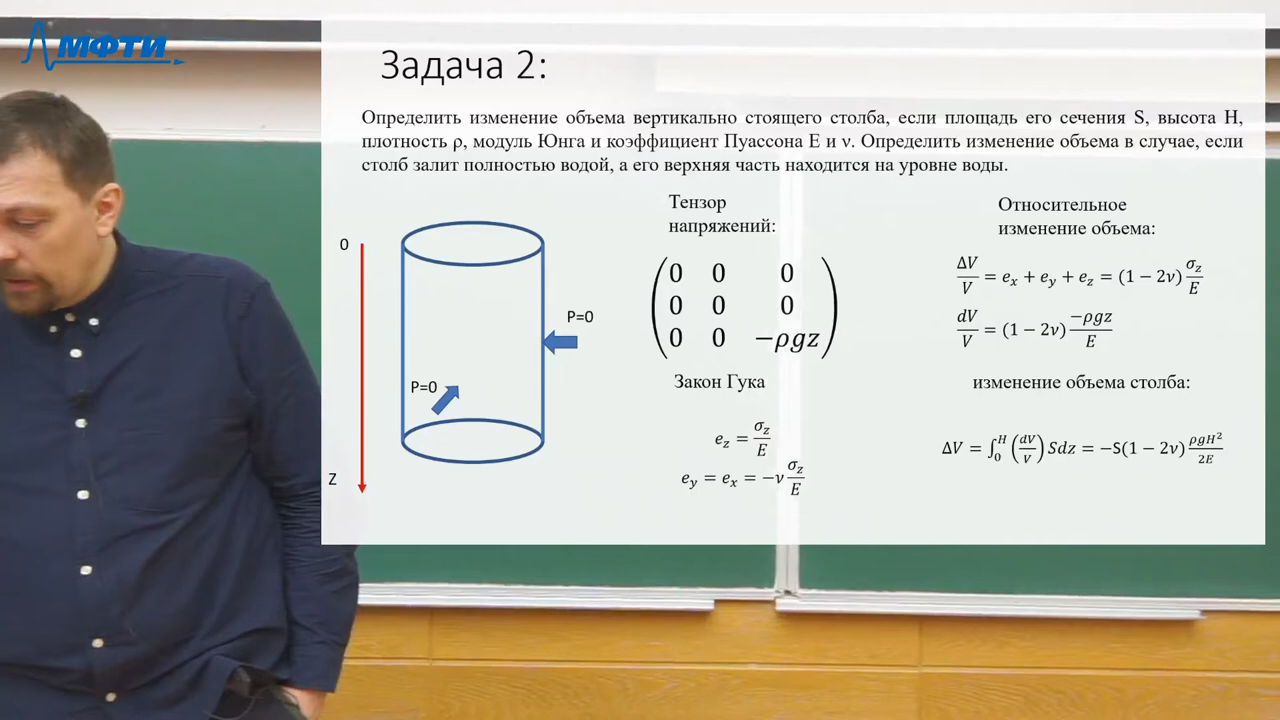 МФТИ
Задача 2:
Определить изменение объема вертикально стоящего столба, если площадь его сечения S, высота H,
плотность ρ, модуль Юнга и коэффициент Пуассона E и ν. Определить изменение объема в случае, если
столб залит полностью водой, а его верхняя часть находится на уровне воды.
0
Z
P=0
P=0
Тензор
напряжений:
0 0 0
0 0 0
0 0 −ρgz
Закон Гука
e_z = σ_z/E
e_y = e_x = −ν σ_z/E
Относительное
изменение объема:
ΔV/V = e_x + e_y + e_z = (1 − 2ν) σ_z/E
dV/V = (1 − 2ν) −ρgz/E
изменение объема столба:
ΔV = ∫_0^H (dV/V) Sdz = −S(1 − 2ν) ρgH²/2E